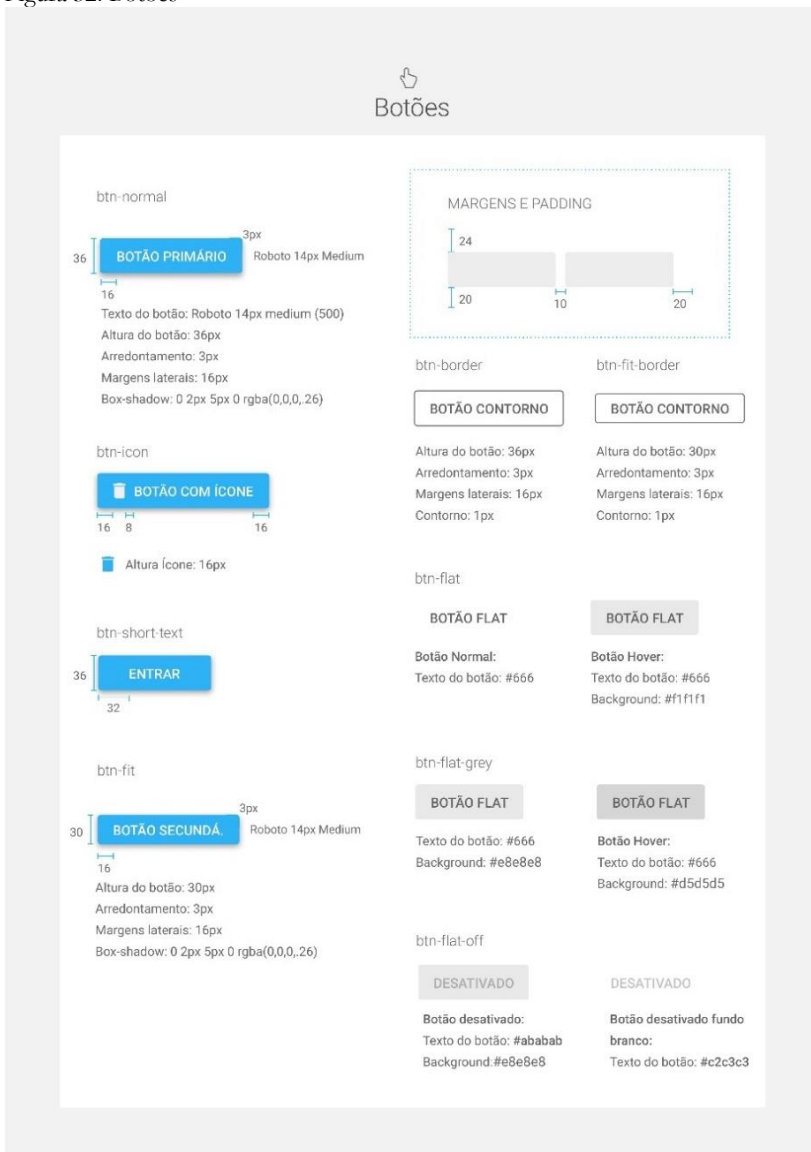 Figura 32: Botões
Botões
btn-normal
3px
36
BOTÃO PRIMÁRIO
Roboto 14px Medium
16
Texto do botão: Roboto 14px medium (500)
Altura do botão: 36px
Arredontamento: 3px
Margens laterais: 16px
Box-shadow: 0 2px 5px 0 rgba(0,0,0,.26)
btn-icon
BOTÃO COM ÍCONE
16 8 16
Altura Ícone: 16px
btn-short-text
36
ENTRAR
32
btn-fit
3px
30
BOTÃO SECUNDÁ.
Roboto 14px Medium
16
Altura do botão: 30px
Arredontamento: 3px
Margens laterais: 16px
Box-shadow: 0 2px 5px 0 rgba(0,0,0,.26)
MARGENS E PADDING
24
20 10 20
btn-border
BOTÃO CONTORNO
Altura do botão: 36px
Arredontamento: 3px
Margens laterais: 16px
Contorno: 1px
btn-fit-border
BOTÃO CONTORNO
Altura do botão: 30px
Arredontamento: 3px
Margens laterais: 16px
Contorno: 1px
btn-flat
BOTÃO FLAT
Botão Normal:
Texto do botão: #666
BOTÃO FLAT
Botão Hover:
Texto do botão: #666
Background: #f1f1f1
btn-flat-grey
BOTÃO FLAT
Texto do botão: #666
Background: #e8e8e8
BOTÃO FLAT
Botão Hover:
Texto do botão: #666
Background: #d5d5d5
btn-flat-off
DESATIVADO
Botão desativado:
Texto do botão: #ababab
Background:#e8e8e8
DESATIVADO
Botão desativado fundo
branco:
Texto do botão: #c2c3c3